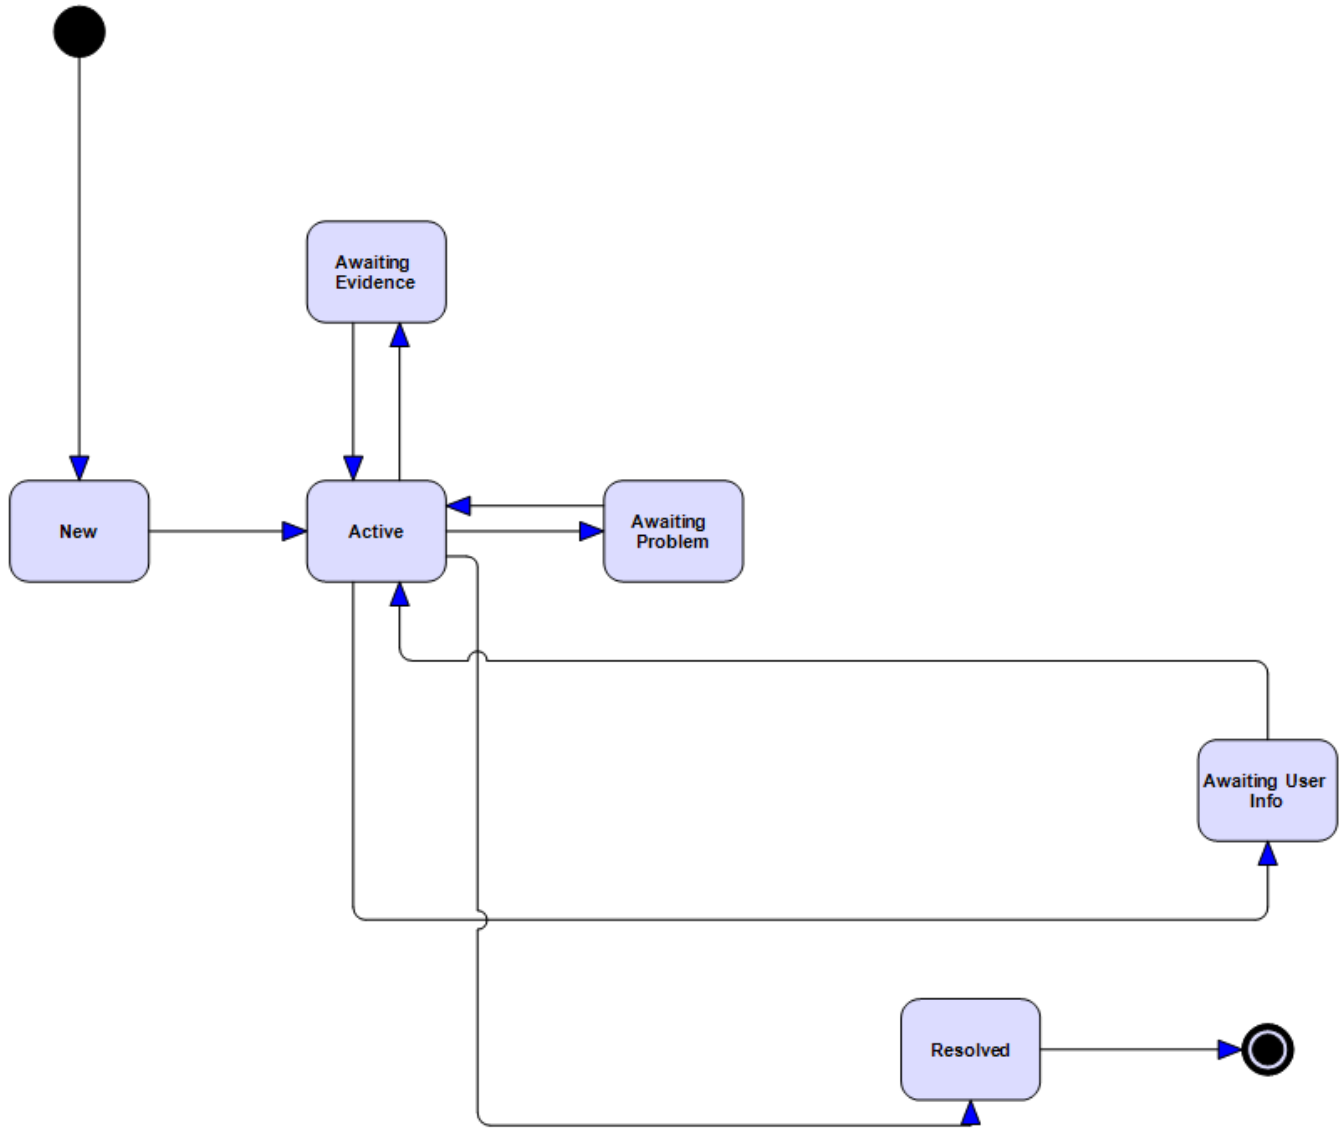 Awaiting
Evidence
New
Active
Awaiting
Problem
Awaiting User
Info
Resolved